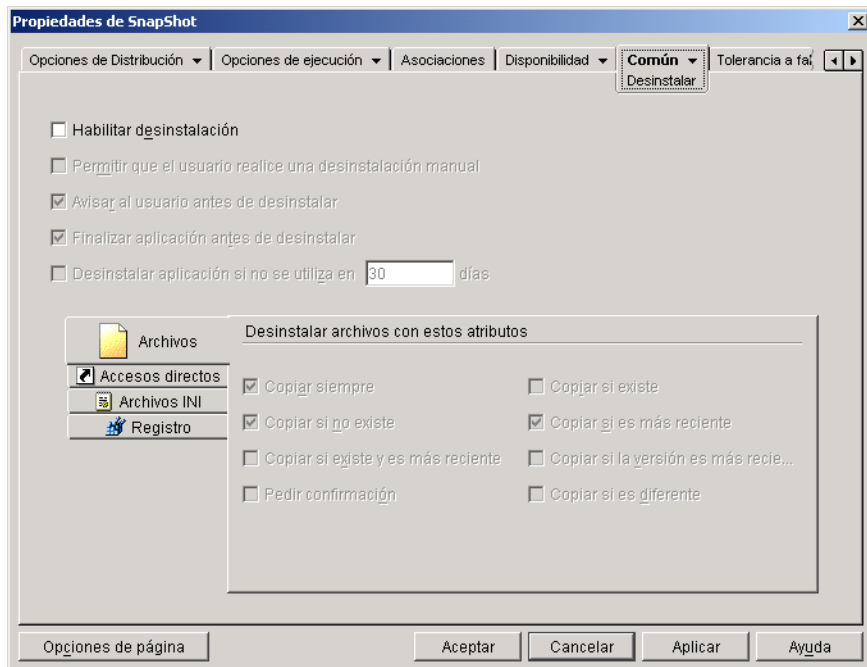 Propiedades de SnapShot
Opciones de Distribución Opciones de ejecución Asociaciones Disponibilidad Común Tolerancia a fal
Desinstalar
Habilitar desinstalación
Permitir que el usuario realice una desinstalación manual
Avisar al usuario antes de desinstalar
Finalizar aplicación antes de desinstalar
Desinstalar aplicación si no se utiliza en 30 días
Archivos
Accesos directos
Archivos INI
Registro
Desinstalar archivos con estos atributos
Copiar siempre Copiar si existe
Copiar si no existe Copiar si es más reciente
Copiar si existe y es más reciente Copiar si la versión es más recie...
Pedir confirmación Copiar si es diferente
Opciones de página Aceptar Cancelar Aplicar Ayuda